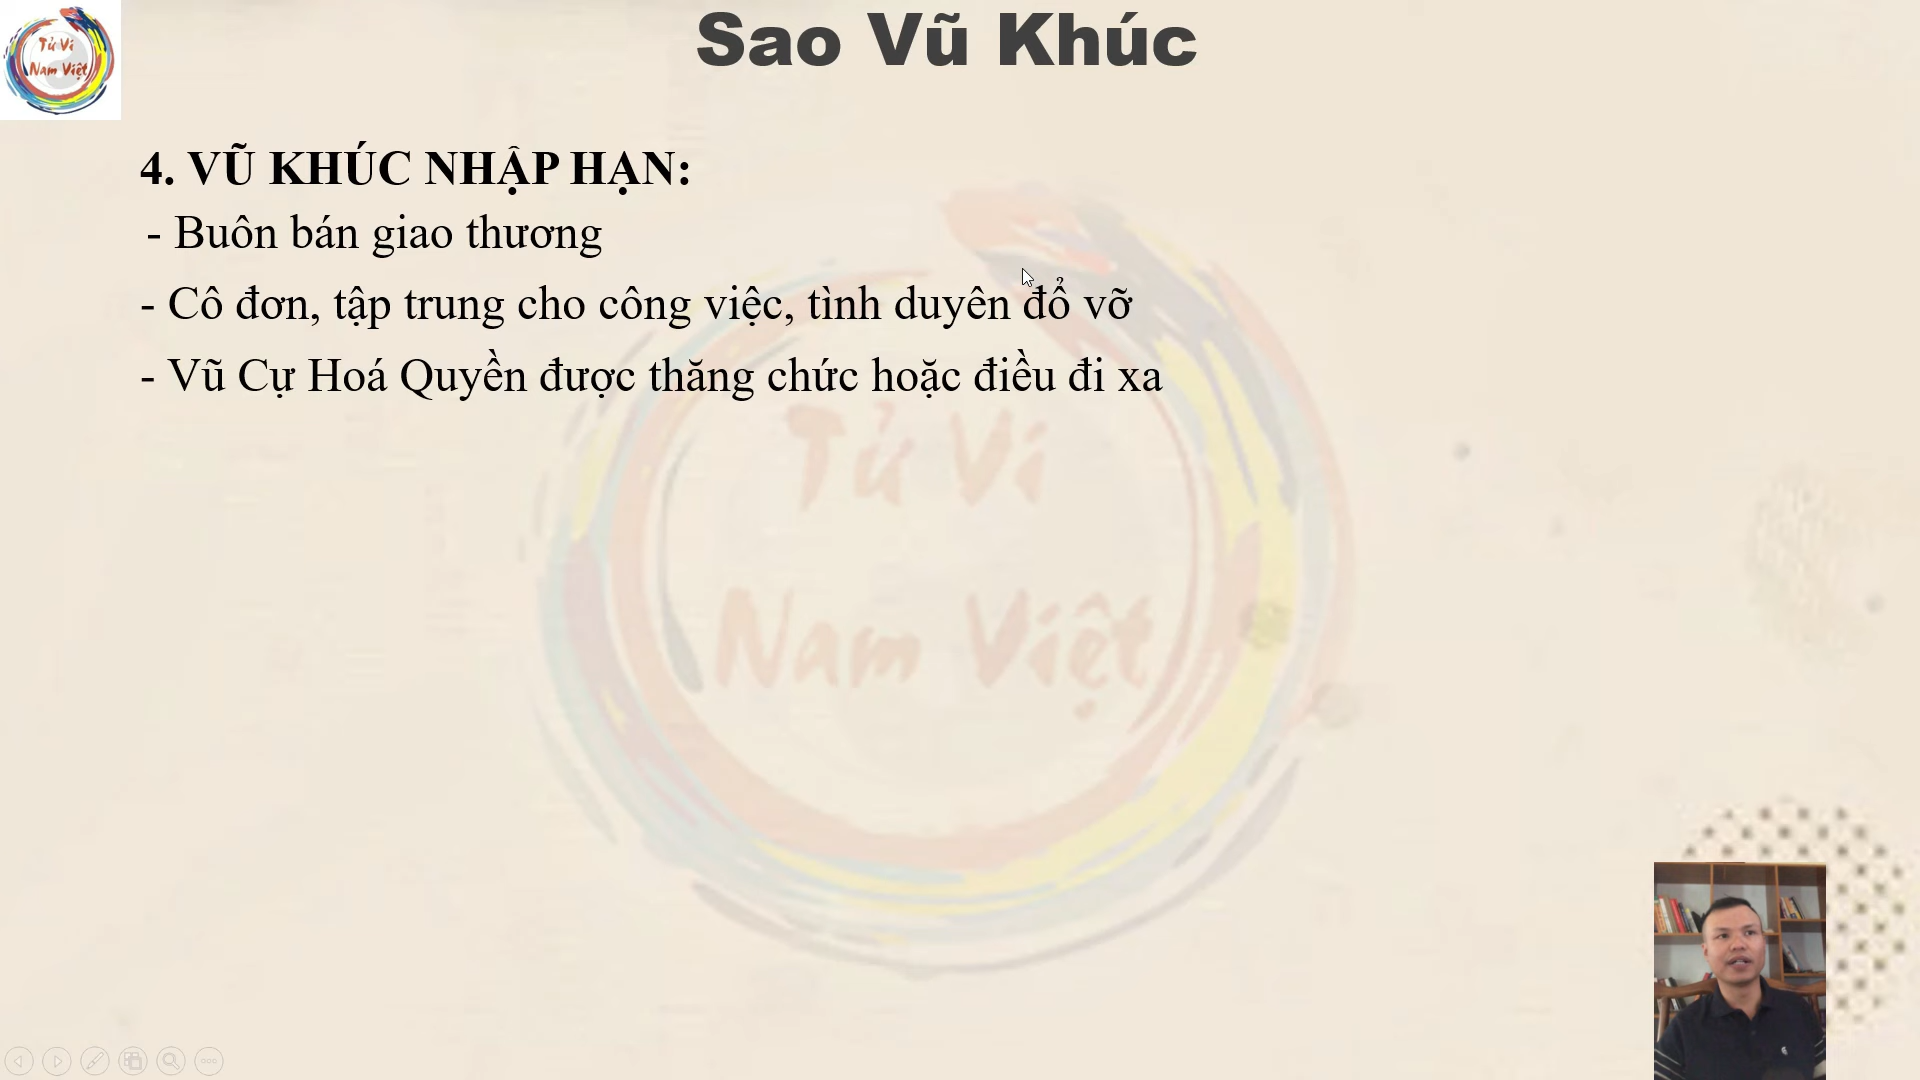 Tử Vi
Nam Việt
Sao Vũ Khúc
4. VŨ KHÚC NHẬP HẠN:
- Buôn bán giao thương
- Cô đơn, tập trung cho công việc, tình duyên đổ vỡ
- Vũ Cự Hoá Quyền được thăng chức hoặc điều đi xa
Tử Vi
Nam Việt